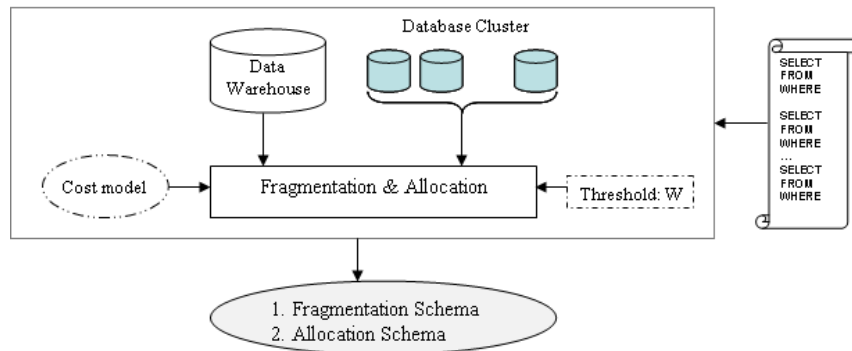 Database Cluster
Data
Warehouse
SELECT
FROM
WHERE
SELECT
FROM
WHERE
...
SELECT
FROM
WHERE
Cost model
Fragmentation & Allocation
Threshold: W
1. Fragmentation Schema
2. Allocation Schema